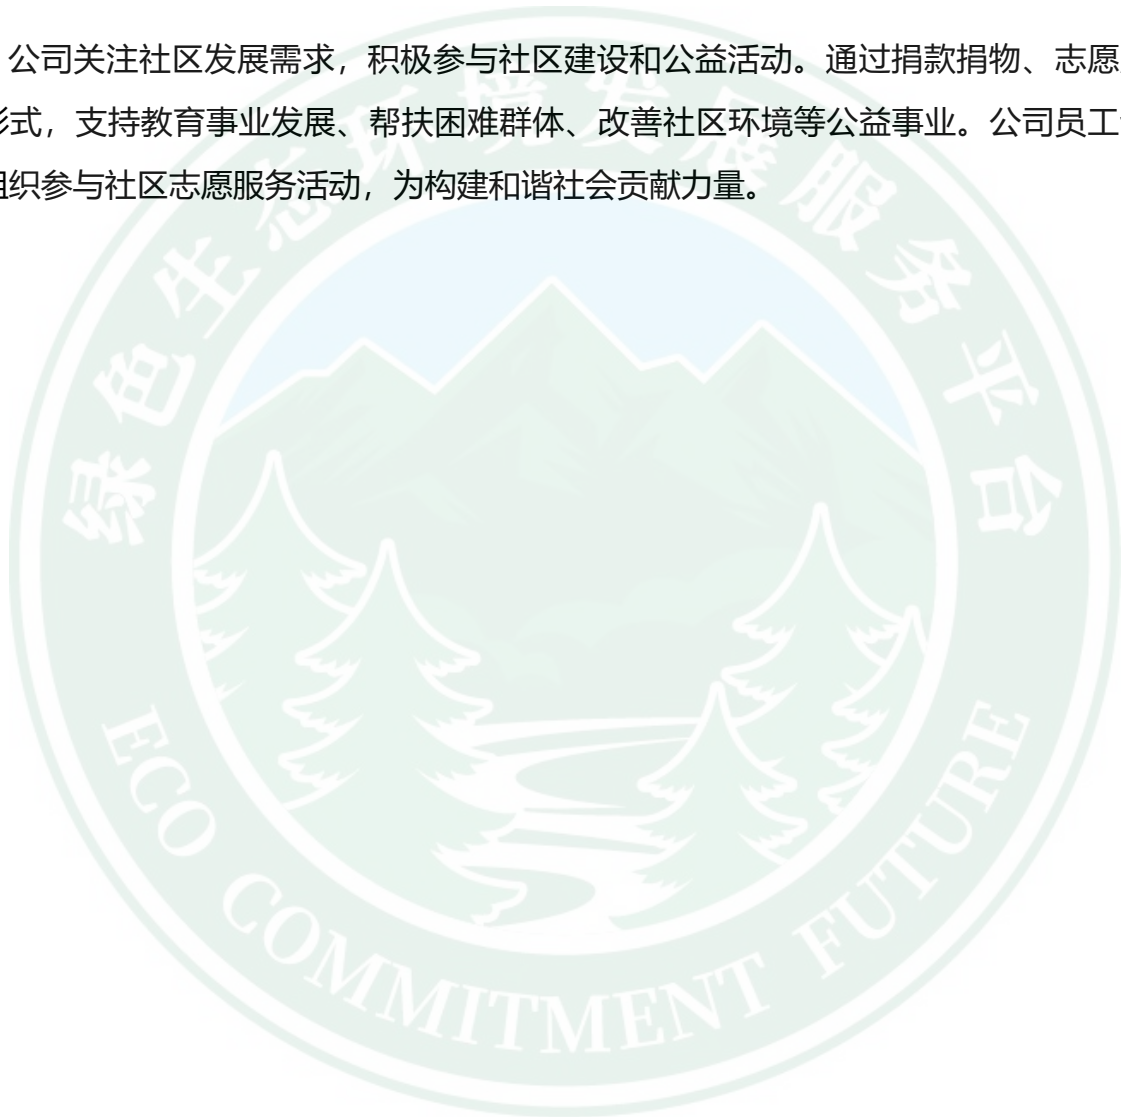 公司关注社区发展需求，积极参与社区建设和公益活动。通过捐款捐物、志愿
形式，支持教育事业发展、帮扶困难群体、改善社区环境等公益事业。公司员工
组织参与社区志愿服务活动，为构建和谐社会贡献力量。
绿色生态环境发展服务平台
ECO COMMITMENT FUTURE